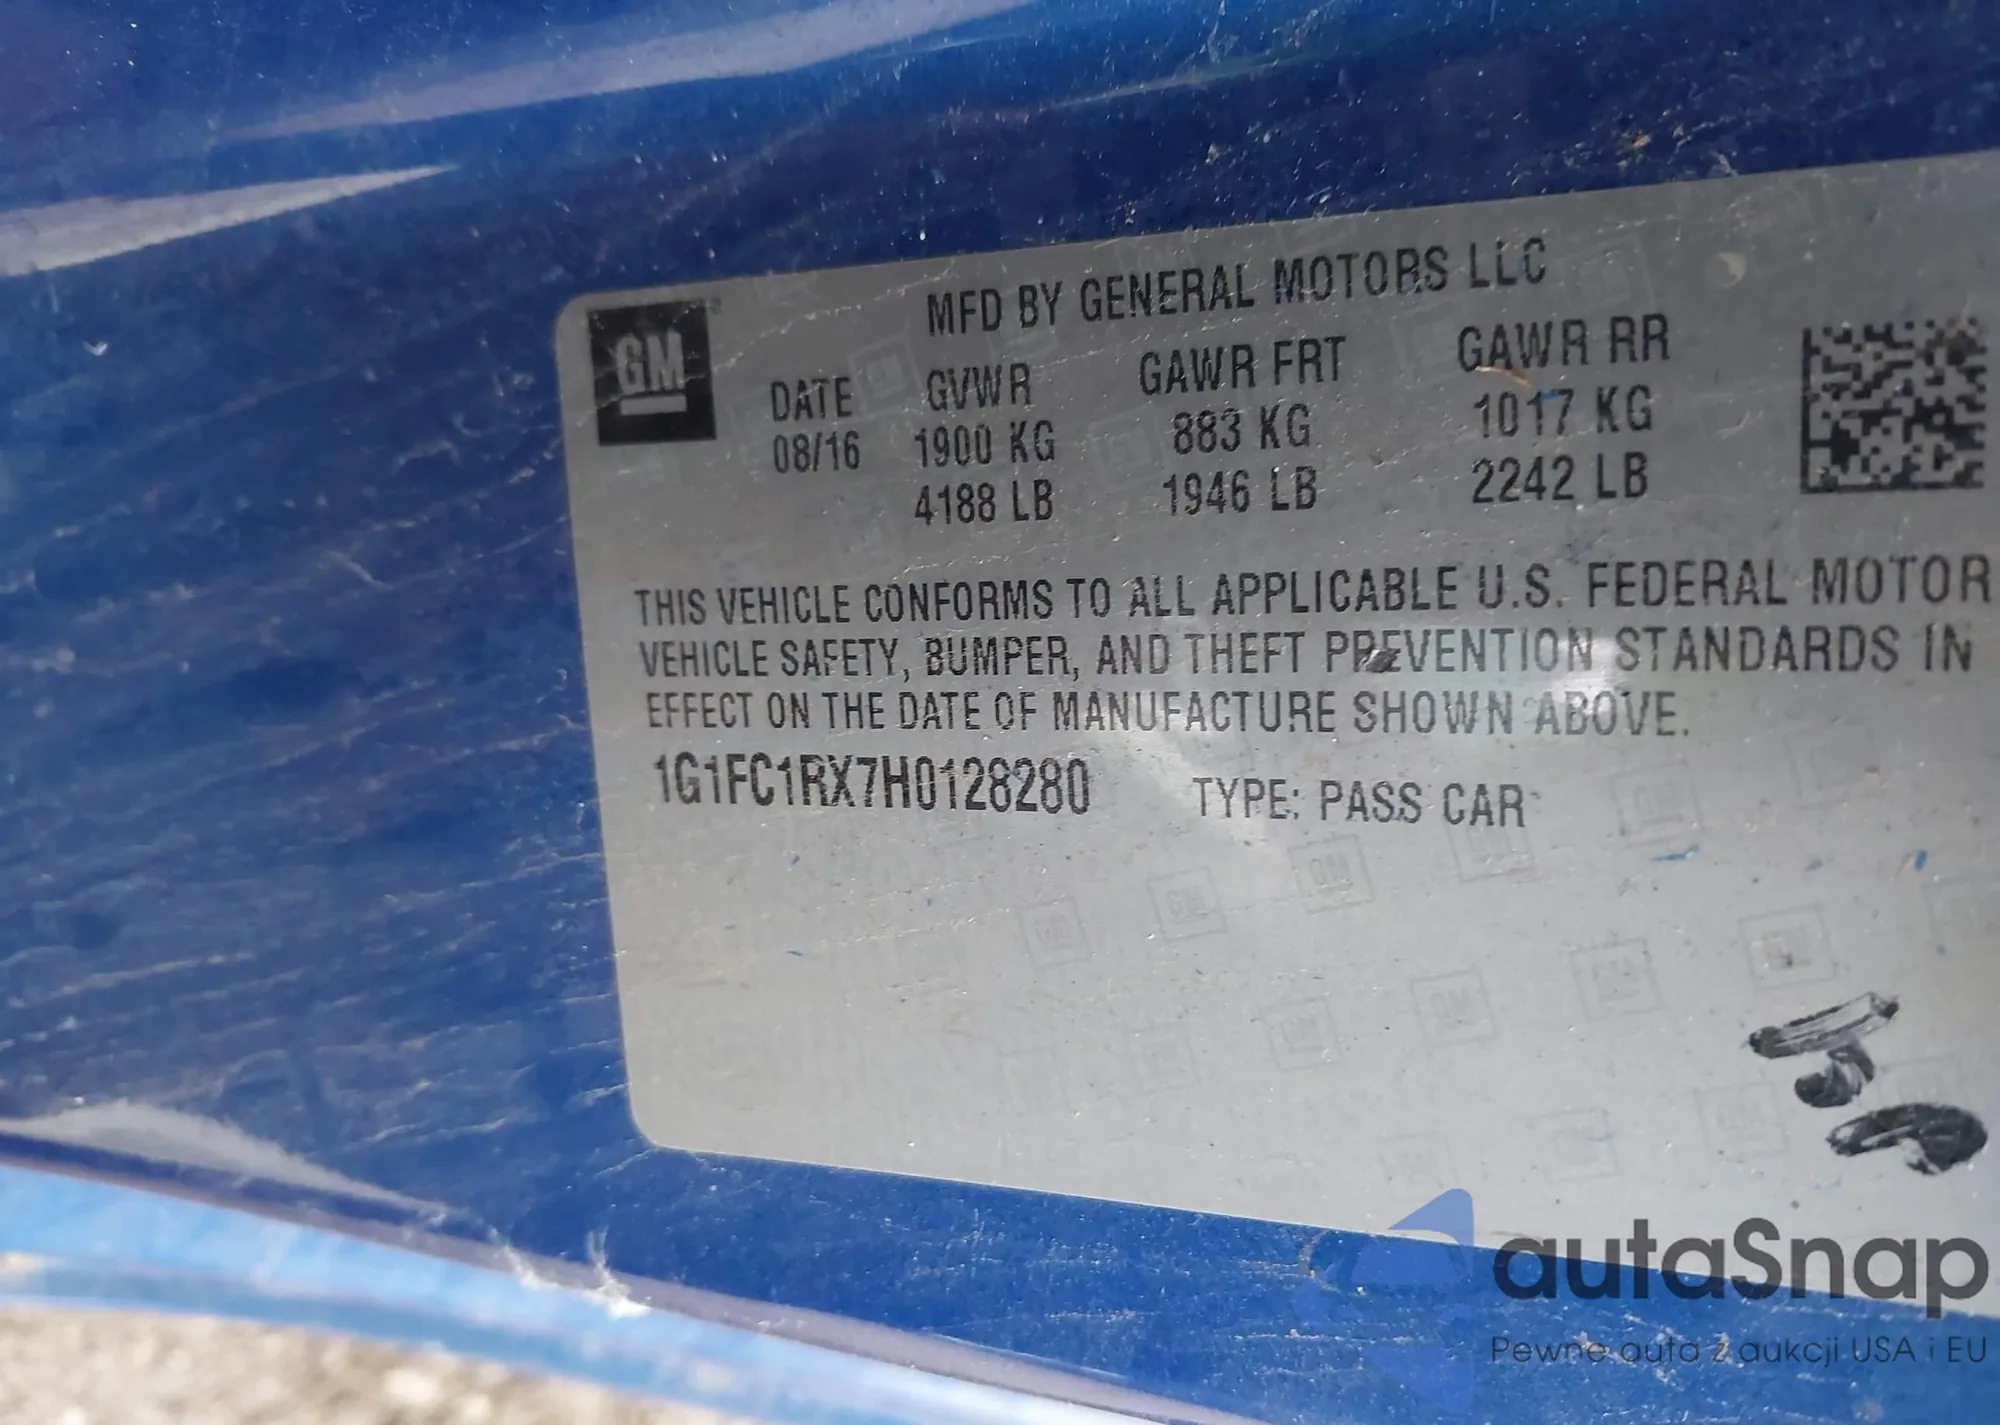 GM
MFD BY GENERAL MOTORS LLC
DATE GVWR GAWR FRT GAWR RR
08/16 1900 KG 883 KG 1017 KG
4188 LB 1946 LB 2242 LB
THIS VEHICLE CONFORMS TO ALL APPLICABLE U.S. FEDERAL MOTOR
VEHICLE SAFETY, BUMPER, AND THEFT PREVENTION STANDARDS IN
EFFECT ON THE DATE OF MANUFACTURE SHOWN ABOVE.
1G1FC1RX7H0128280 TYPE: PASS CAR
autaSnap
Pewne auta z aukcji USA i EU